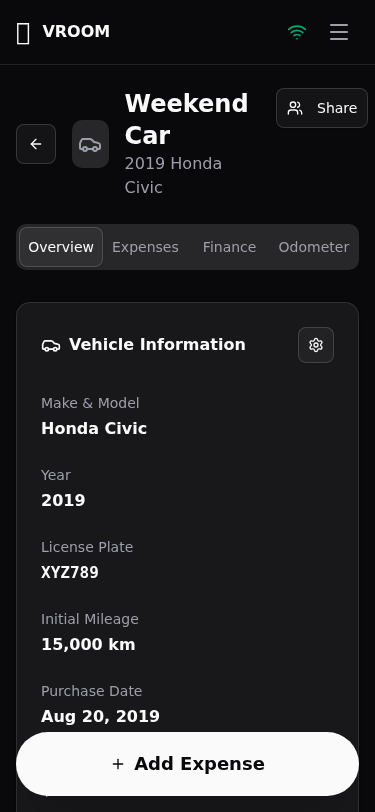 VROOM
Weekend
Car
2019 Honda
Civic
Share
Overview
Expenses
Finance
Odometer
Vehicle Information
Make & Model
Honda Civic
Year
2019
License Plate
XYZ789
Initial Mileage
15,000 km
Purchase Date
Aug 20, 2019
+ Add Expense